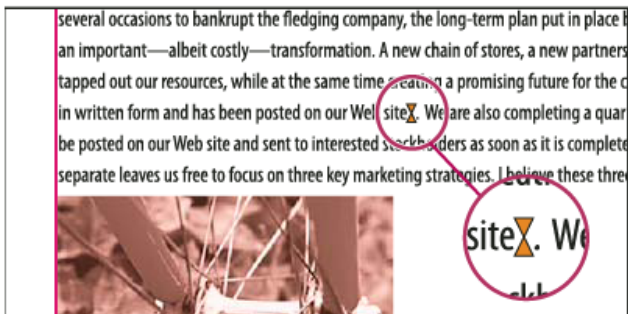 several occasions to bankrupt the fledging company, the long-term plan put in place
an important—albeit costly—transformation. A new chain of stores, a new partners
tapped out our resources, while at the same time creating a promising future for the c
in written form and has been posted on our Web site. We are also completing a quar
be posted on our Web site and sent to interested stockholders as soon as it is complete
separate leaves us free to focus on three key marketing strategies. I believe these three
site. We